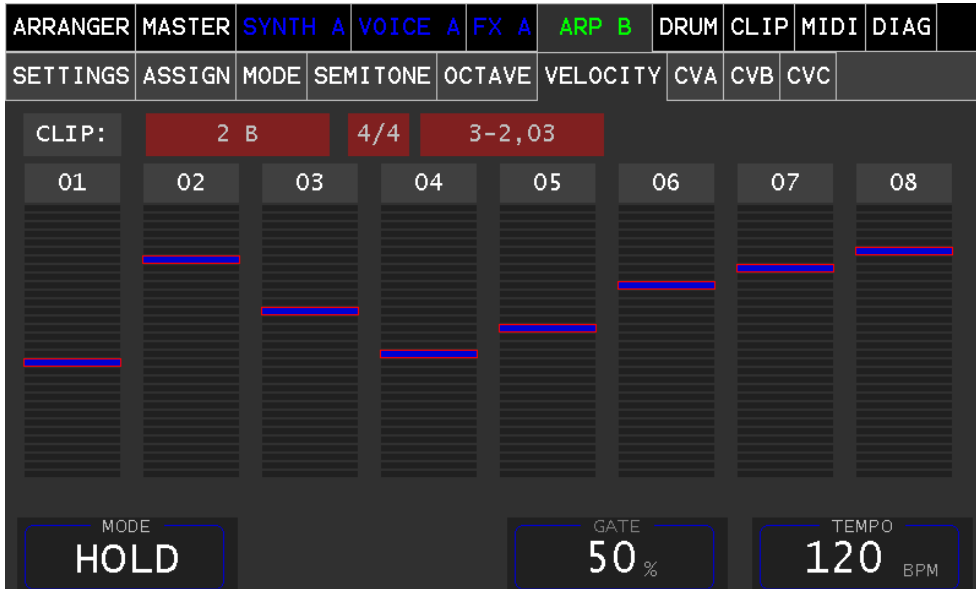 ARRANGER MASTER SYNTH A VOICE A FX A ARP B DRUM CLIP MIDI DIAG
SETTINGS ASSIGN MODE SEMITONE OCTAVE VELOCITY CVA CVB CVC
CLIP: 2 B 4/4 3-2,03
01 02 03 04 05 06 07 08
MODE GATE TEMPO
HOLD 50 % 120 BPM